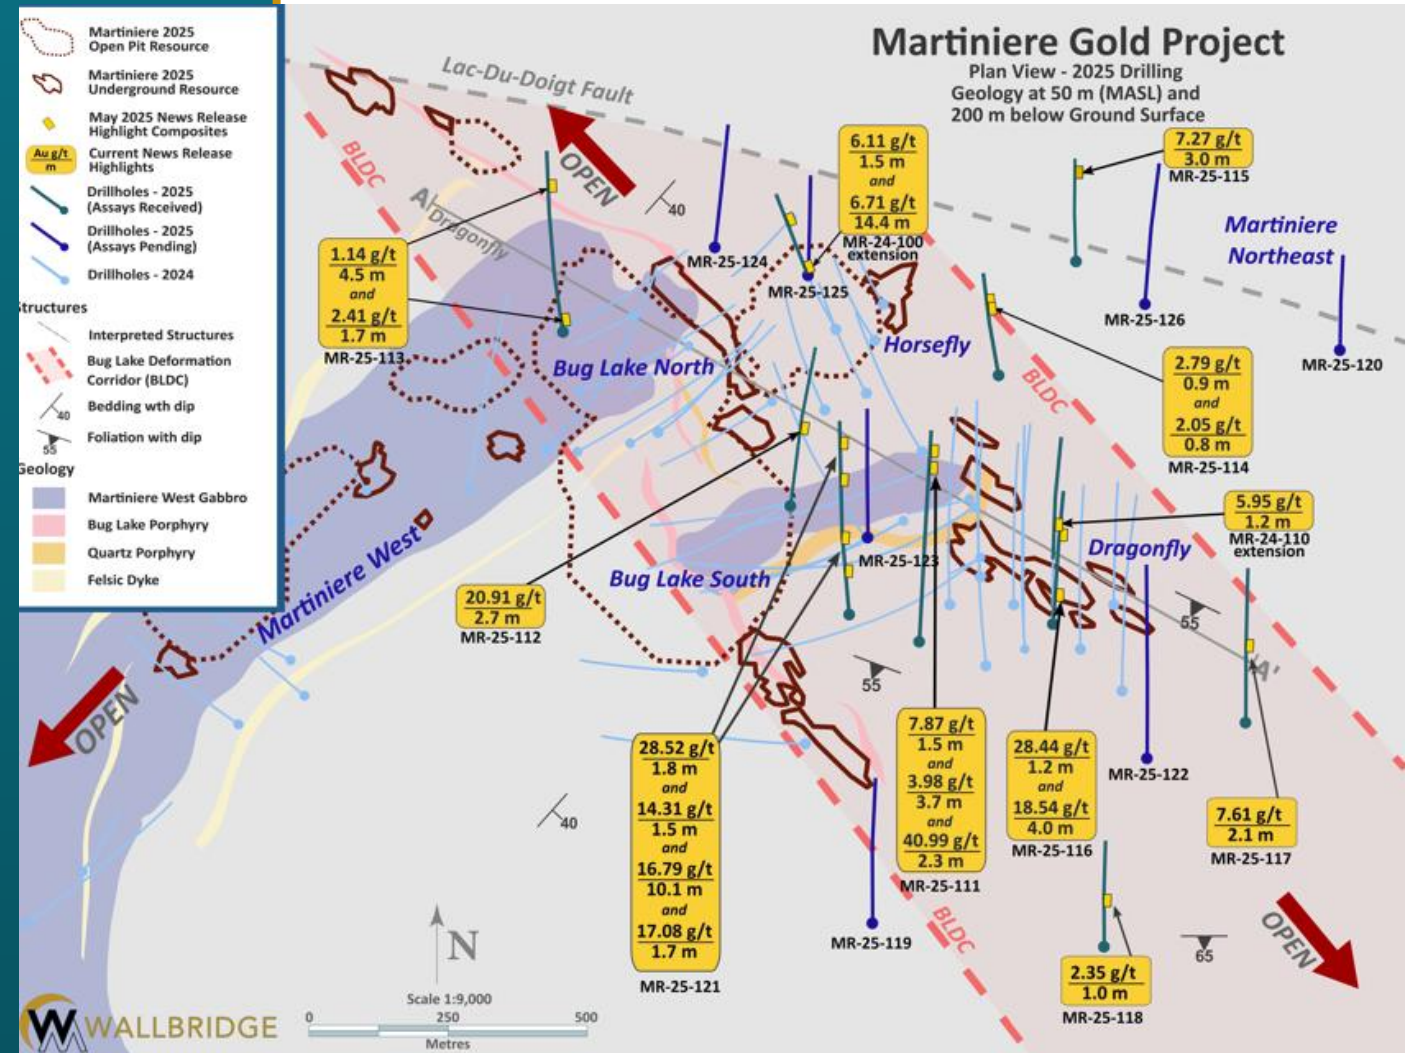 Martiniere Gold Project
Plan View - 2025 Drilling
Geology at 50 m (MASL) and
200 m below Ground Surface
Martiniere 2025
Open Pit Resource
Martiniere 2025
Underground Resource
May 2025 News Release
Highlight Composites
Au g/t
m
Current News Release
Highlights
Drillholes - 2025
(Assays Received)
Drillholes - 2025
(Assays Pending)
Drillholes - 2024
Structures
Interpreted Structures
Bug Lake Deformation
Corridor (BLDC)
40
Bedding wth dip
55
Foliation with dip
Geology
Martiniere West Gabbro
Bug Lake Porphyry
Quartz Porphyry
Felsic Dyke
Lac-Du-Doigt Fault
BLDC
OPEN
A
Dragonfly
40
1.14 g/t
4.5 m
and
2.41 g/t
1.7 m
MR-25-113
MR-25-124
6.11 g/t
1.5 m
and
6.71 g/t
14.4 m
MR-24-100
extension
MR-25-125
7.27 g/t
3.0 m
MR-25-115
Martiniere
Northeast
MR-25-126
MR-25-120
Horsefly
Bug Lake North
BLDC
2.79 g/t
0.9 m
and
2.05 g/t
0.8 m
MR-25-114
5.95 g/t
1.2 m
MR-24-110
extension
Dragonfly
MR-25-123
Bug Lake South
Martiniere West
20.91 g/t
2.7 m
MR-25-112
55
55
A'
OPEN
28.52 g/t
1.8 m
and
14.31 g/t
1.5 m
and
16.79 g/t
10.1 m
and
17.08 g/t
1.7 m
MR-25-121
7.87 g/t
1.5 m
and
3.98 g/t
3.7 m
and
40.99 g/t
2.3 m
MR-25-111
28.44 g/t
1.2 m
and
18.54 g/t
4.0 m
MR-25-116
MR-25-122
7.61 g/t
2.1 m
MR-25-117
40
MR-25-119
BLDC
2.35 g/t
1.0 m
MR-25-118
65
OPEN
N
Scale 1:9,000
0 250 500
Metres
WALLBRIDGE